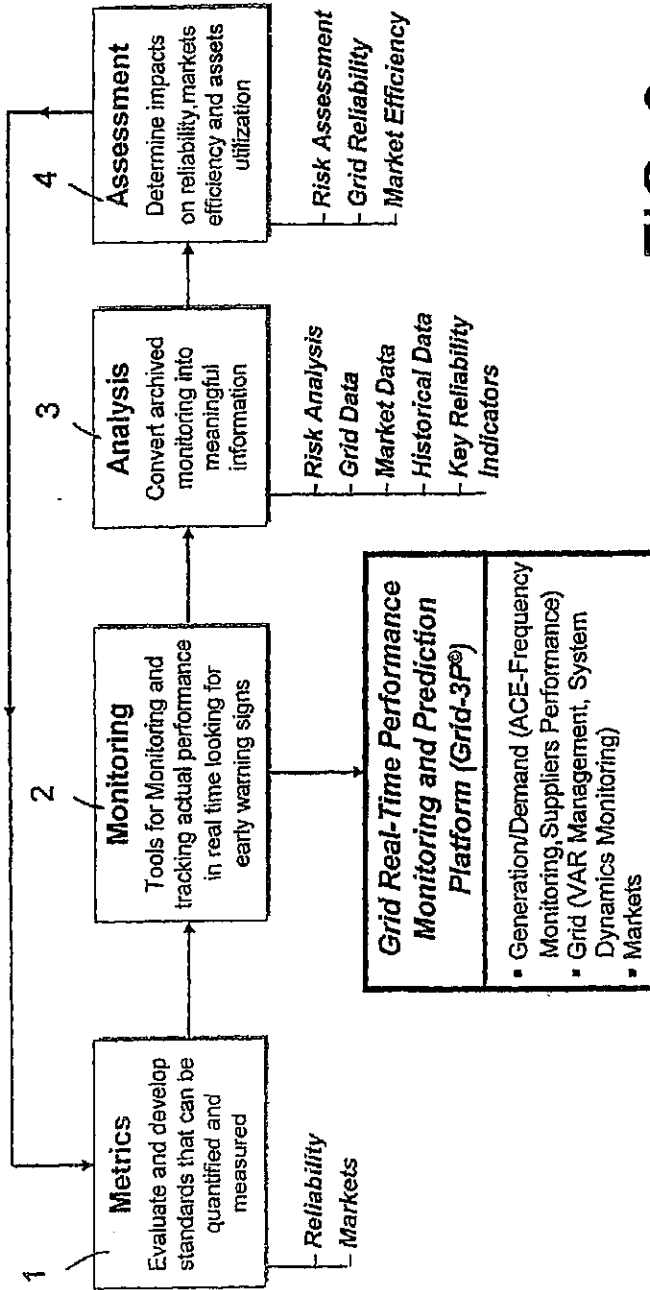 1
Metrics
Evaluate and develop
standards that can be
quantified and
measured
Reliability
Markets
2
Monitoring
Tools for Monitoring and
tracking actual performance
in real time looking for
early warning signs
Grid Real-Time Performance
Monitoring and Prediction
Platform (Grid-3P©)
▪ Generation/Demand (ACE-Frequency
Monitoring,Suppliers Performance)
▪ Grid (VAR Management, System
Dynamics Monitoring)
▪ Markets
3
Analysis
Convert archived
monitoring into
meaningful
information
Risk Analysis
Grid Data
Market Data
Historical Data
Key Reliability
Indicators
4
Assessment
Determine impacts
on reliability,markets
efficiency and assets
utilization
Risk Assessment
Grid Reliability
Market Efficiency